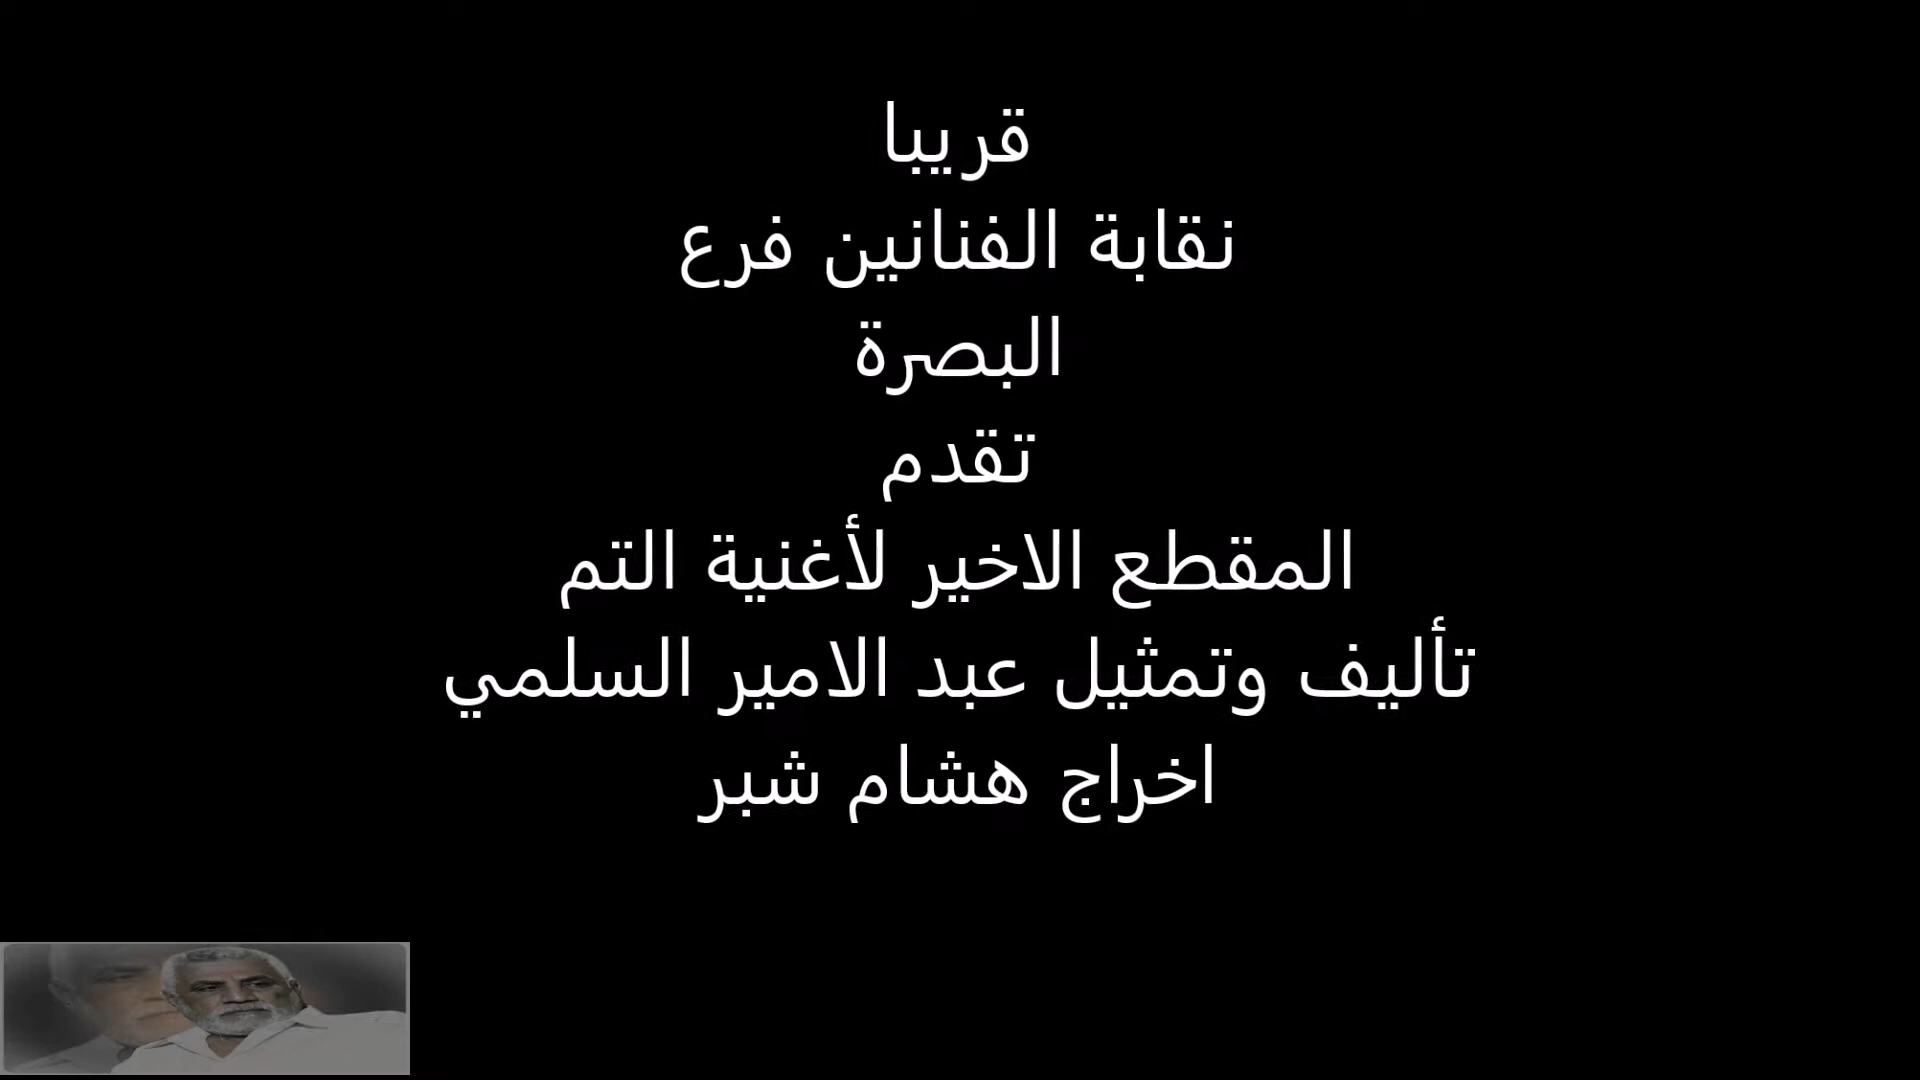 قريبا
نقابة الفنانين فرع
البصرة
تقدم
المقطع الاخير لأغنية التم
تأليف وتمثيل عبد الامير السلمي
اخراج هشام شبر